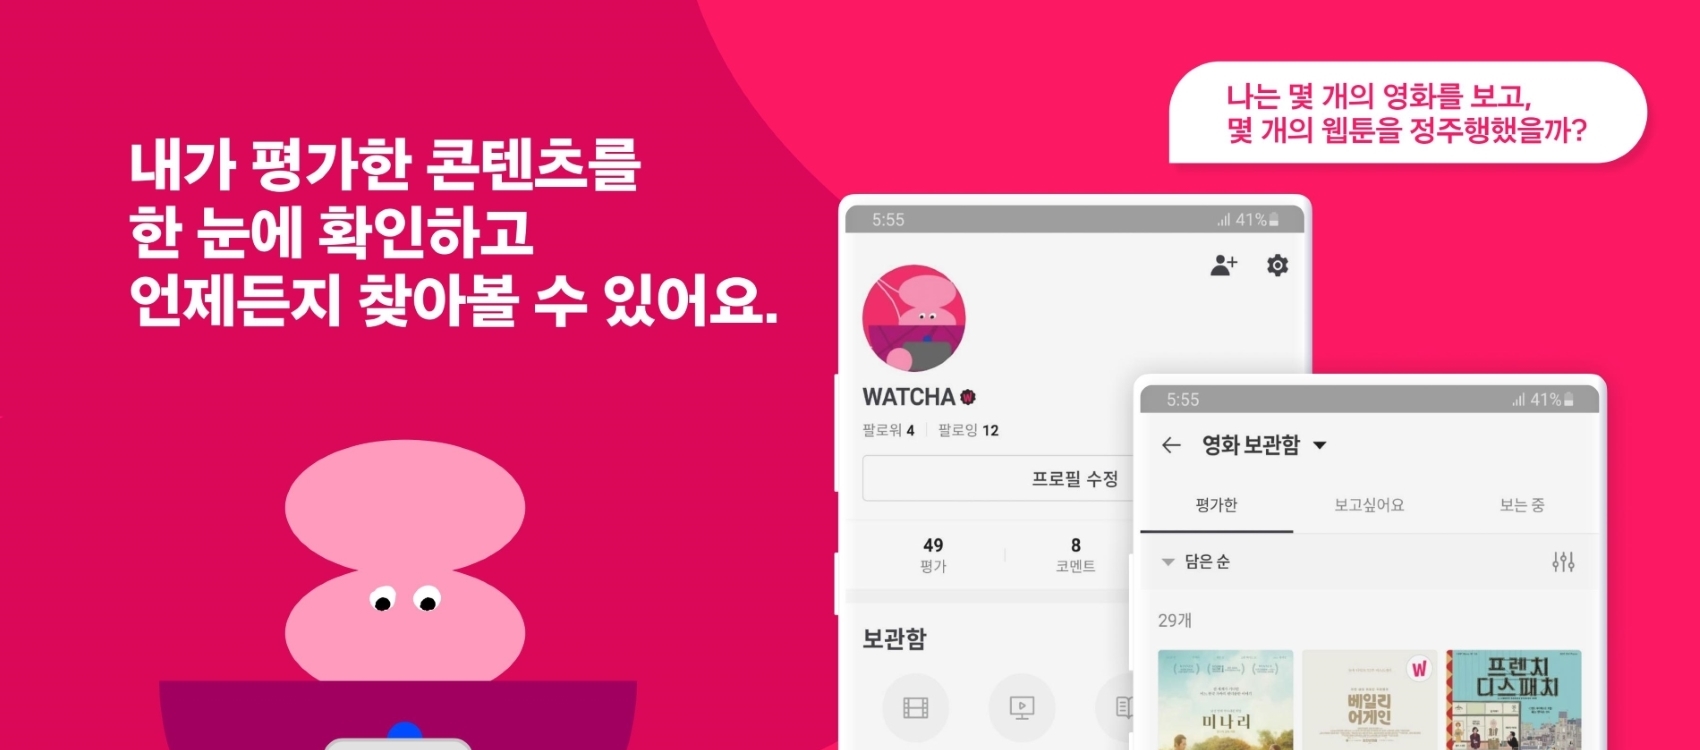 내가 평가한 콘텐츠를
한 눈에 확인하고
언제든지 찾아볼 수 있어요.
나는 몇 개의 영화를 보고,
몇 개의 웹툰을 정주행했을까?
5:55 41%
WATCHA
팔로워 4 팔로잉 12
프로필 수정
49 8
평가 코멘트
보관함
5:55 41%
영화 보관함
평가한 보고싶어요 보는 중
담은 순
29개
미나리
W
베일리
어게인
프렌치
디스패치